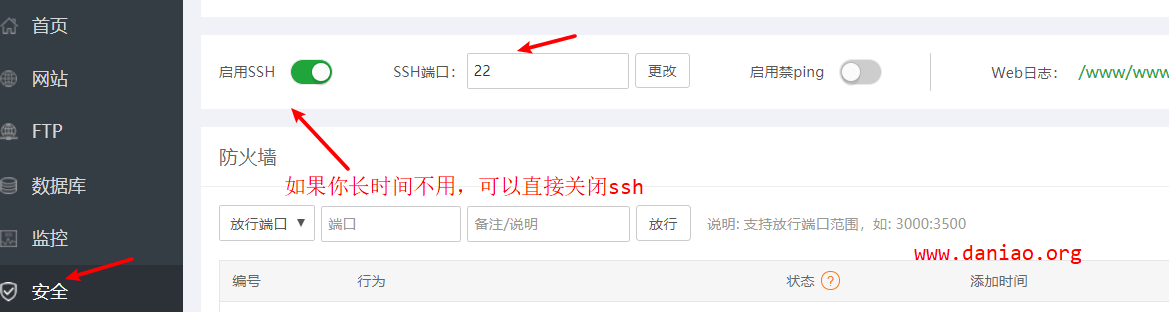 首页
网站
FTP
数据库
监控
安全
启用SSH
SSH端口：
22
更改
启用禁ping
Web日志：
/www/www
防火墙
如果你长时间不用，可以直接关闭ssh
放行端口
端口
备注/说明
放行
说明: 支持放行端口范围，如: 3000:3500
www.daniao.org
编号
行为
状态
?
添加时间